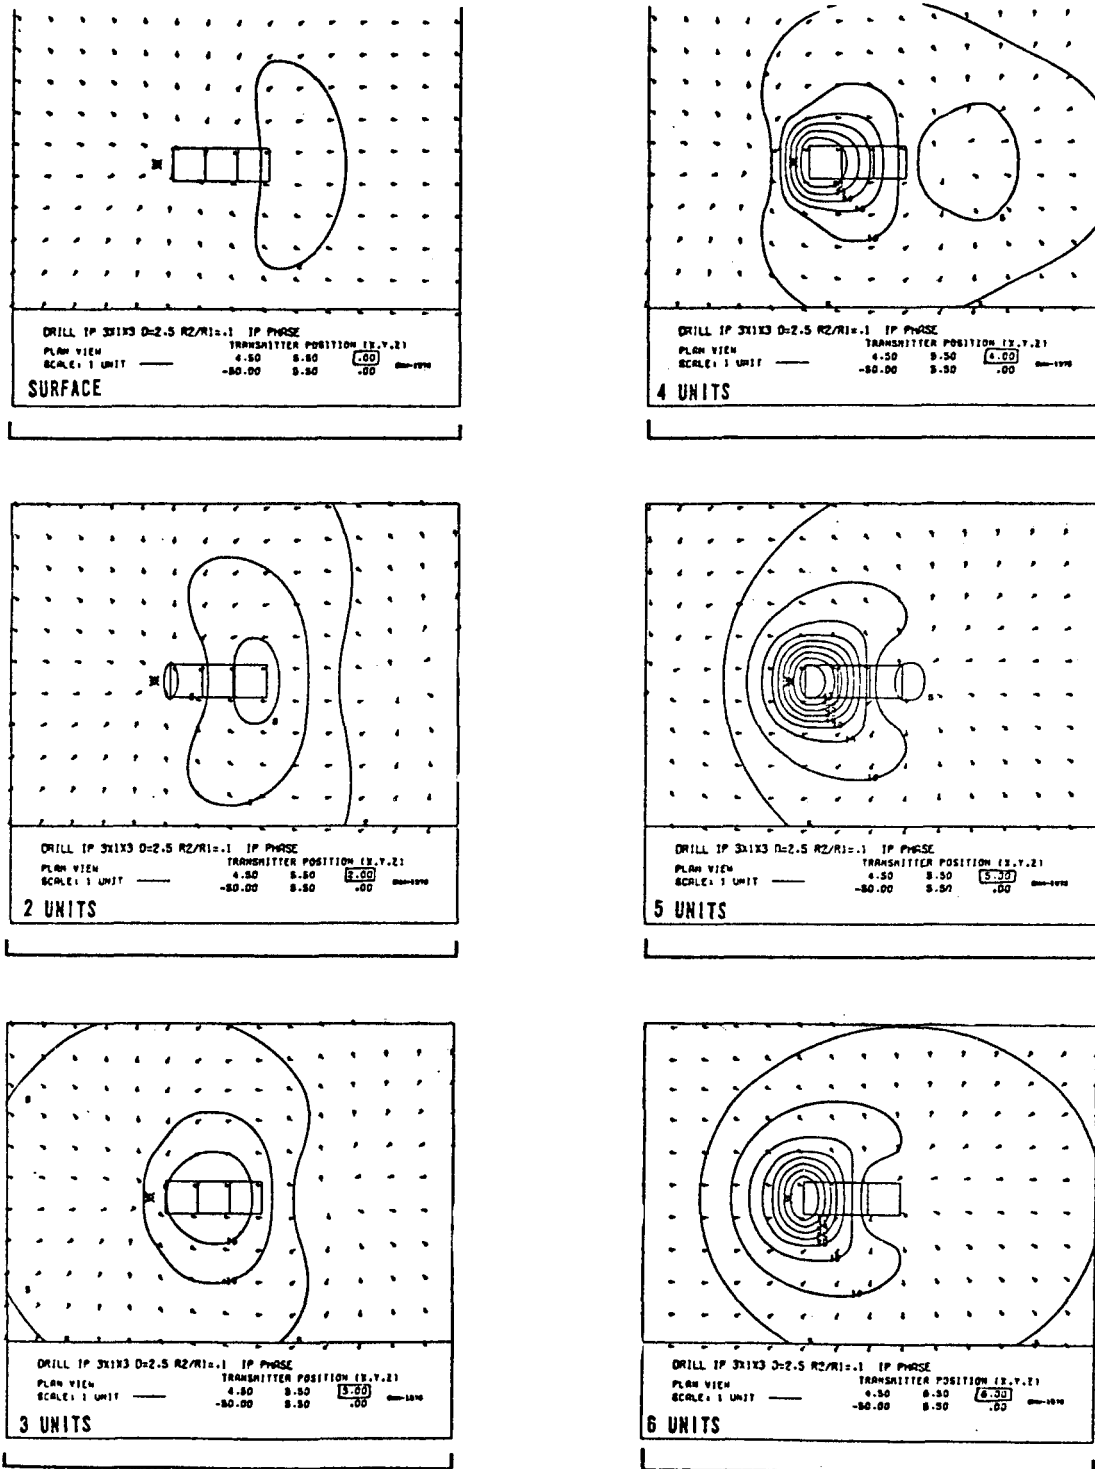 DRILL IP 3X1X3 D=2.5 R2/R1=.1 IP PHASE
TRANSMITTER POSITION (X,Y,Z)
PLAN VIEW
4.50 5.50 .00
SCALE: 1 UNIT
-50.00 5.50 .00
SURFACE
DRILL IP 3X1X3 D=2.5 R2/R1=.1 IP PHASE
TRANSMITTER POSITION (X,Y,Z)
PLAN VIEW
4.50 5.50 4.00
SCALE: 1 UNIT
-50.00 5.50 .00
4 UNITS
DRILL IP 3X1X3 D=2.5 R2/R1=.1 IP PHASE
TRANSMITTER POSITION (X,Y,Z)
PLAN VIEW
4.50 5.50 2.00
SCALE: 1 UNIT
-50.00 5.50 .00
2 UNITS
DRILL IP 3X1X3 D=2.5 R2/R1=.1 IP PHASE
TRANSMITTER POSITION (X,Y,Z)
PLAN VIEW
4.50 5.50 5.00
SCALE: 1 UNIT
-50.00 5.50 .00
5 UNITS
DRILL IP 3X1X3 D=2.5 R2/R1=.1 IP PHASE
TRANSMITTER POSITION (X,Y,Z)
PLAN VIEW
4.50 5.50 3.00
SCALE: 1 UNIT
-50.00 5.50 .00
3 UNITS
DRILL IP 3X1X3 D=2.5 R2/R1=.1 IP PHASE
TRANSMITTER POSITION (X,Y,Z)
PLAN VIEW
4.50 5.50 6.00
SCALE: 1 UNIT
-50.00 5.50 .00
6 UNITS